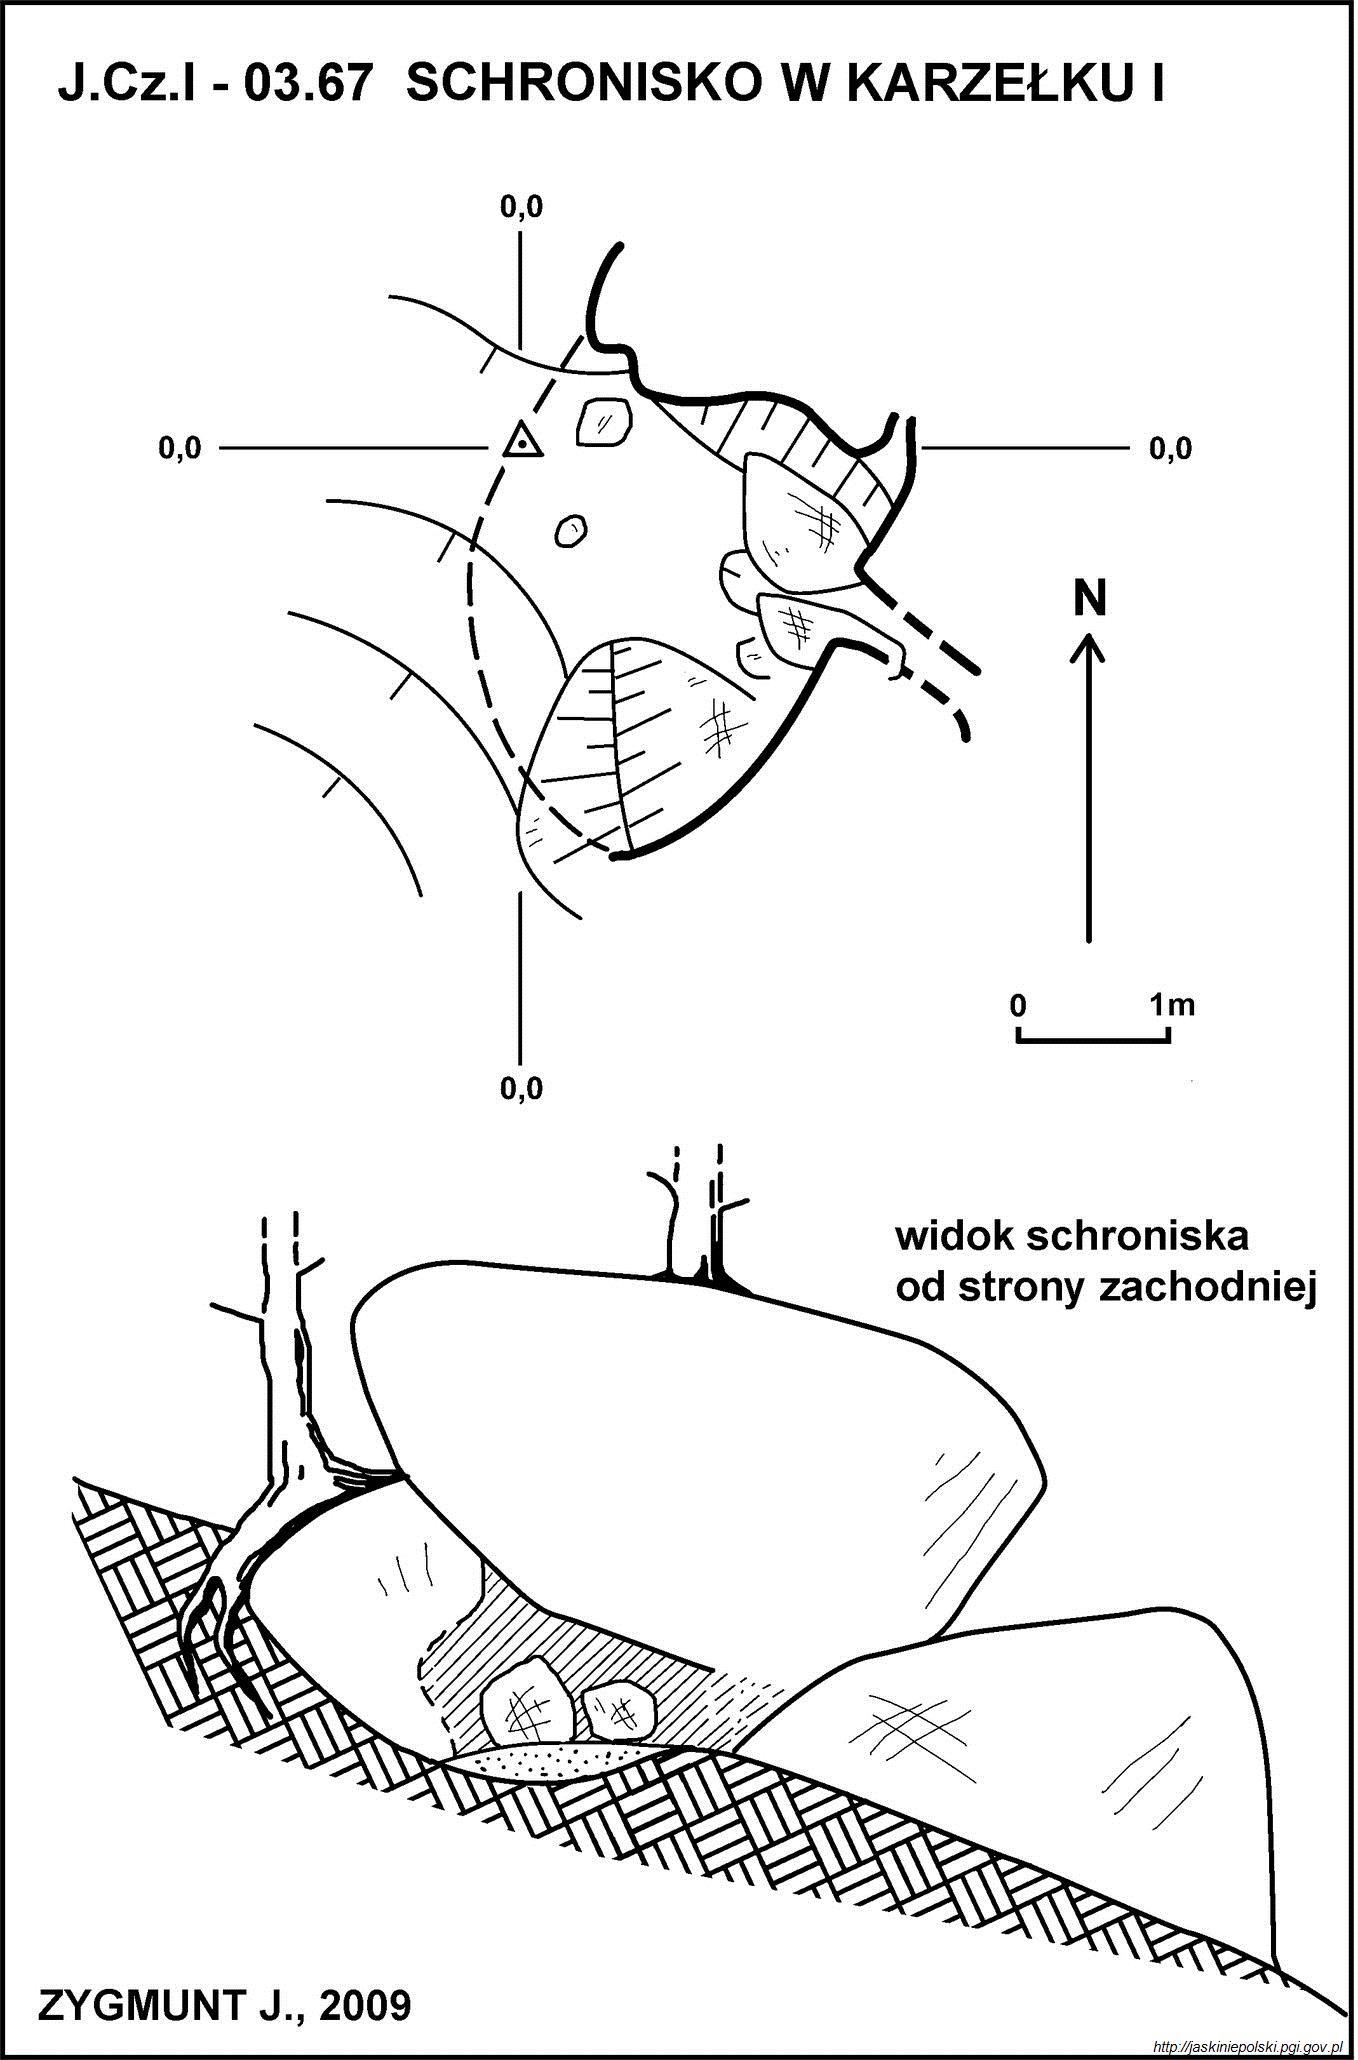 J.Cz.I - 03.67 SCHRONISKO W KARZEŁKU I
0,0
0,0
0,0
N
0 1m
0,0
widok schroniska
od strony zachodniej
ZYGMUNT J., 2009
http://jaskiniepolski.pgi.gov.pl